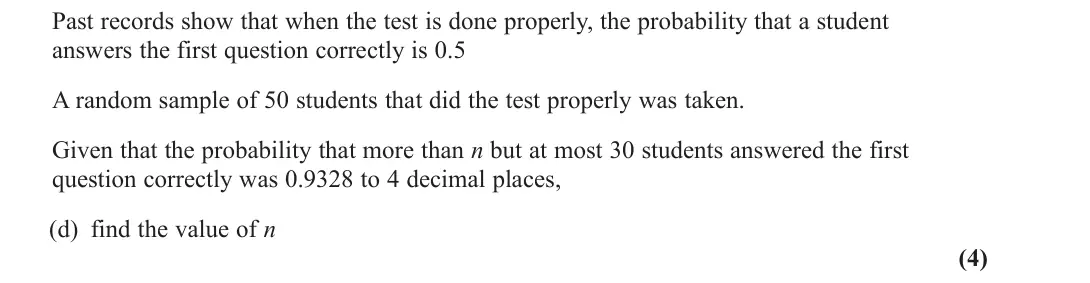 Past records show that when the test is done properly, the probability that a student
answers the first question correctly is 0.5
A random sample of 50 students that did the test properly was taken.
Given that the probability that more than n but at most 30 students answered the first
question correctly was 0.9328 to 4 decimal places,
(d) find the value of n
(4)